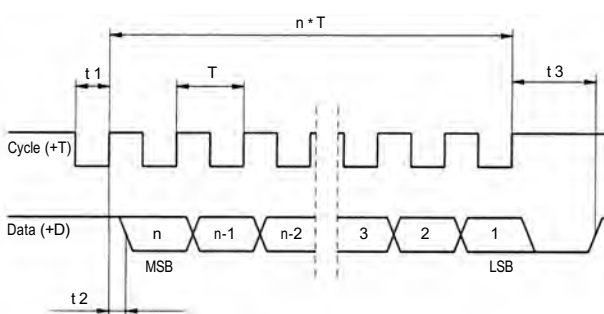 n * T
t 1
T
t 3
Cycle (+T)
Data (+D)
n
n-1
n-2
3
2
1
MSB
LSB
t 2